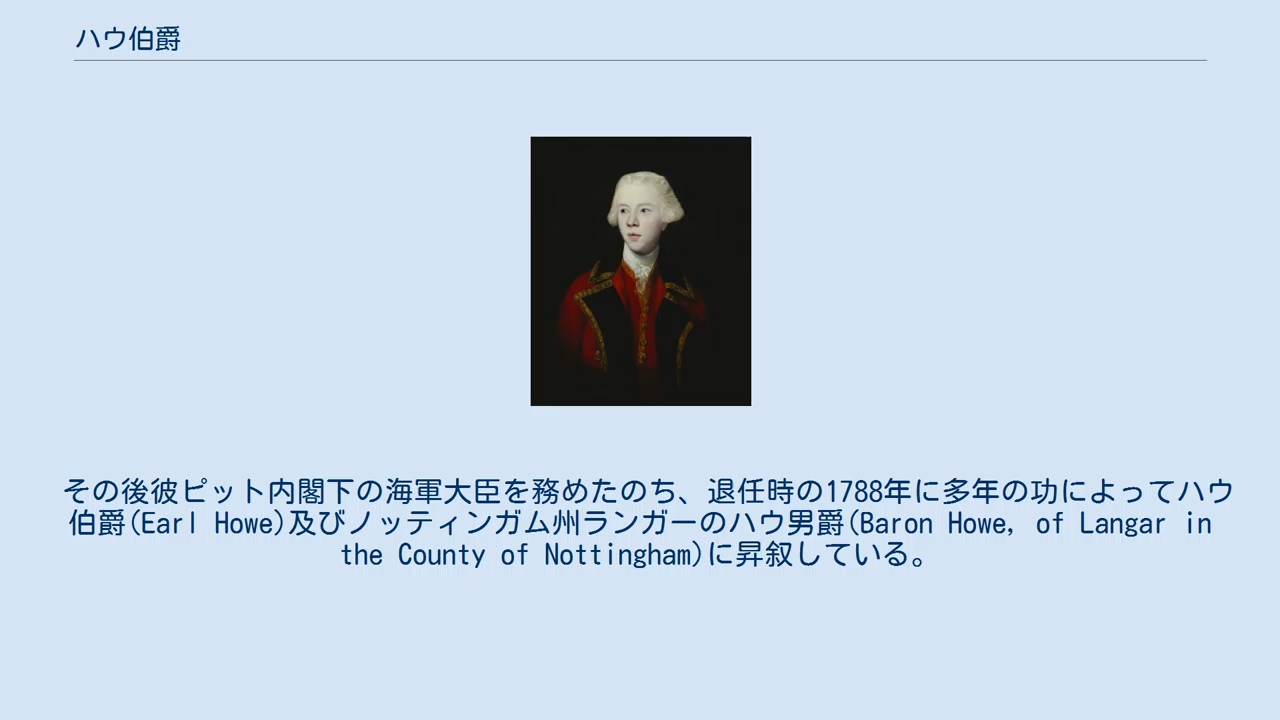 ハウ伯爵
その後彼ピット内閣下の海軍大臣を務めたのち、退任時の1788年に多年の功によってハウ
伯爵(Earl Howe)及びノッティンガム州ランガーのハウ男爵(Baron Howe, of Langar in
the County of Nottingham)に昇叙している。